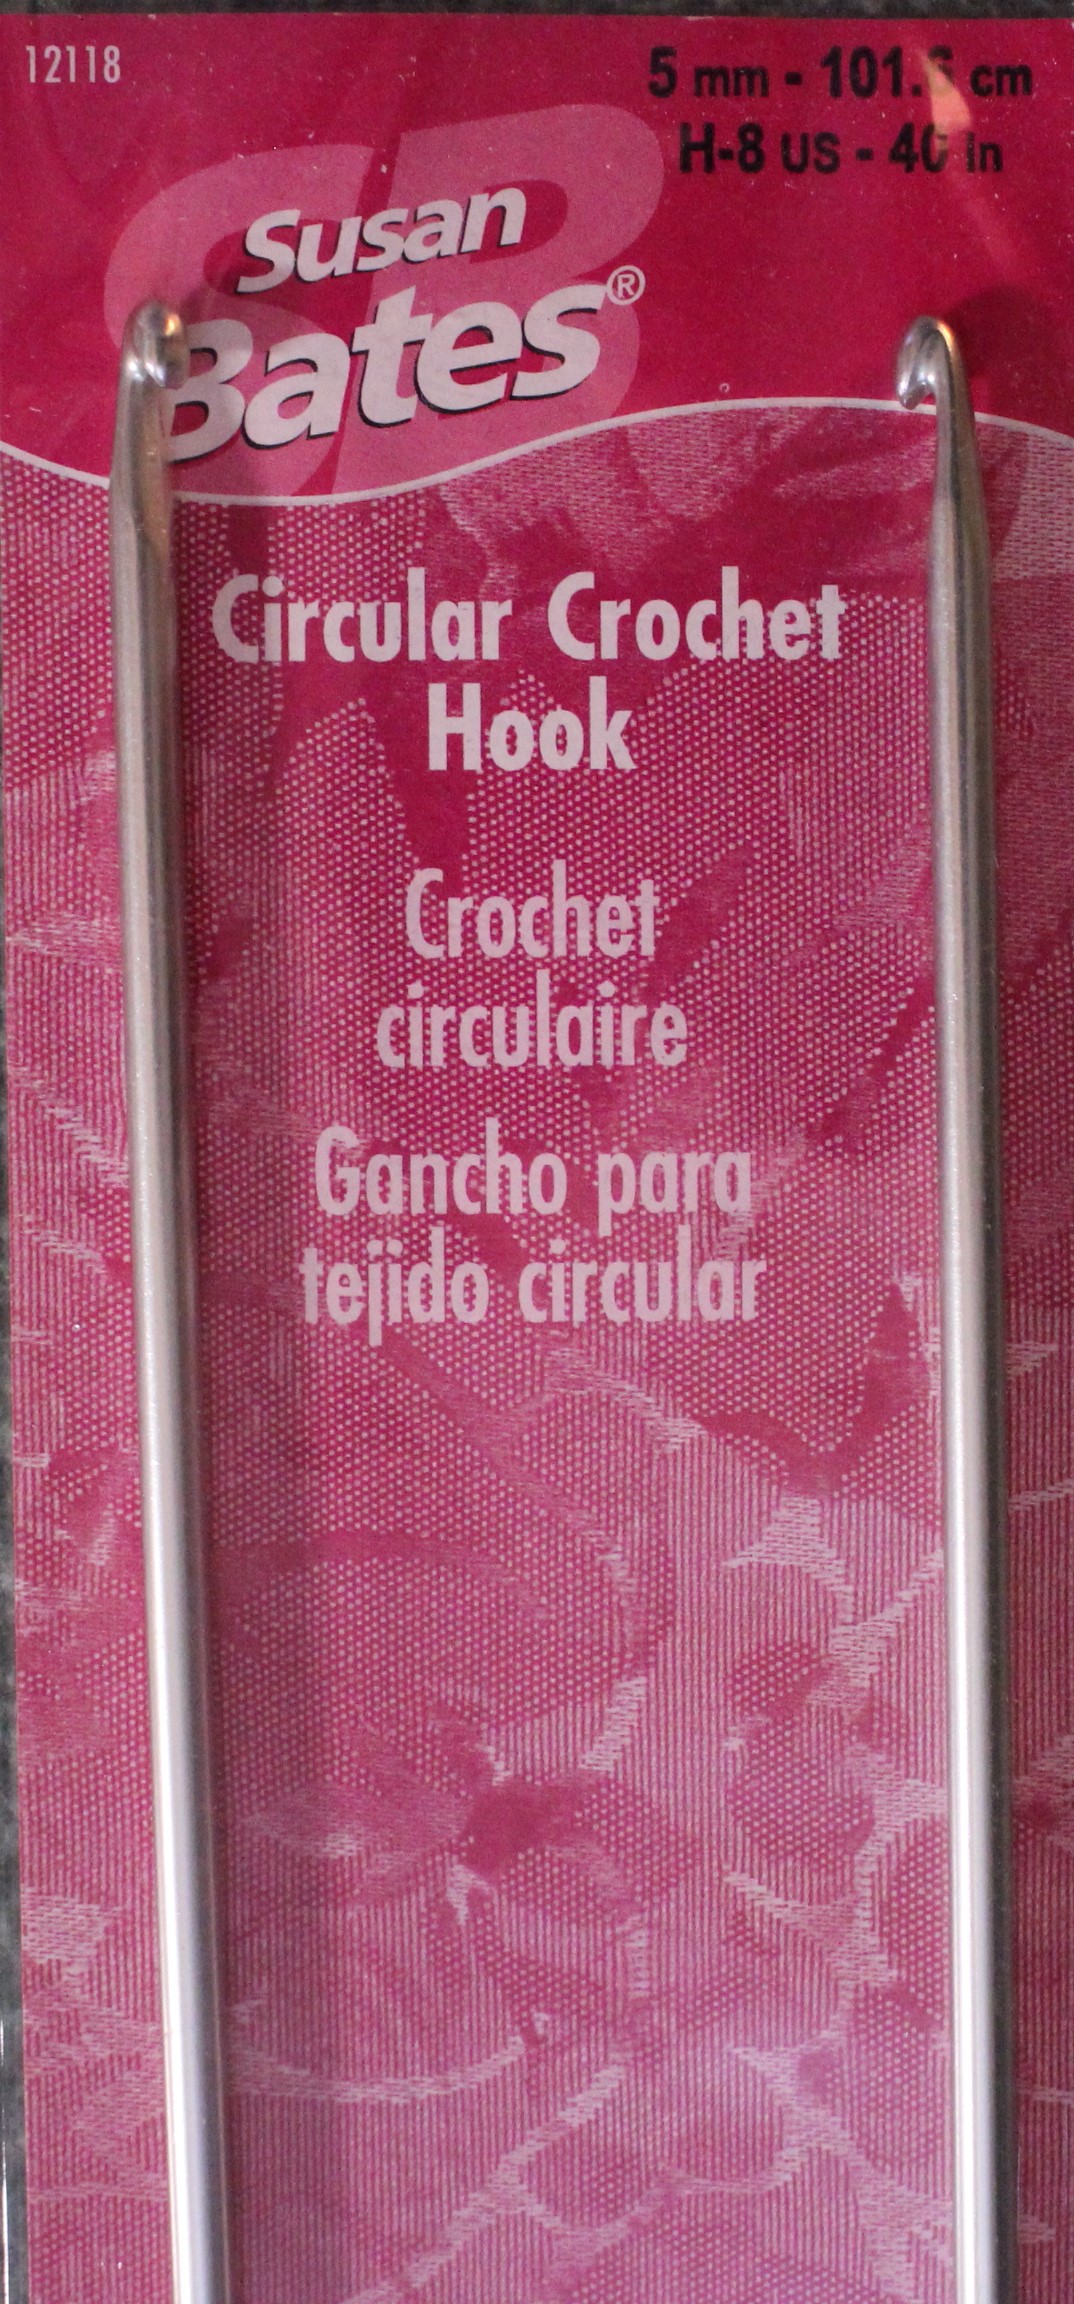 12118
5 mm - 101.6 cm
H-8 US - 40 in
Susan
Bates®
Circular Crochet
Hook
Crochet
circulaire
Gancho para
tejido circular